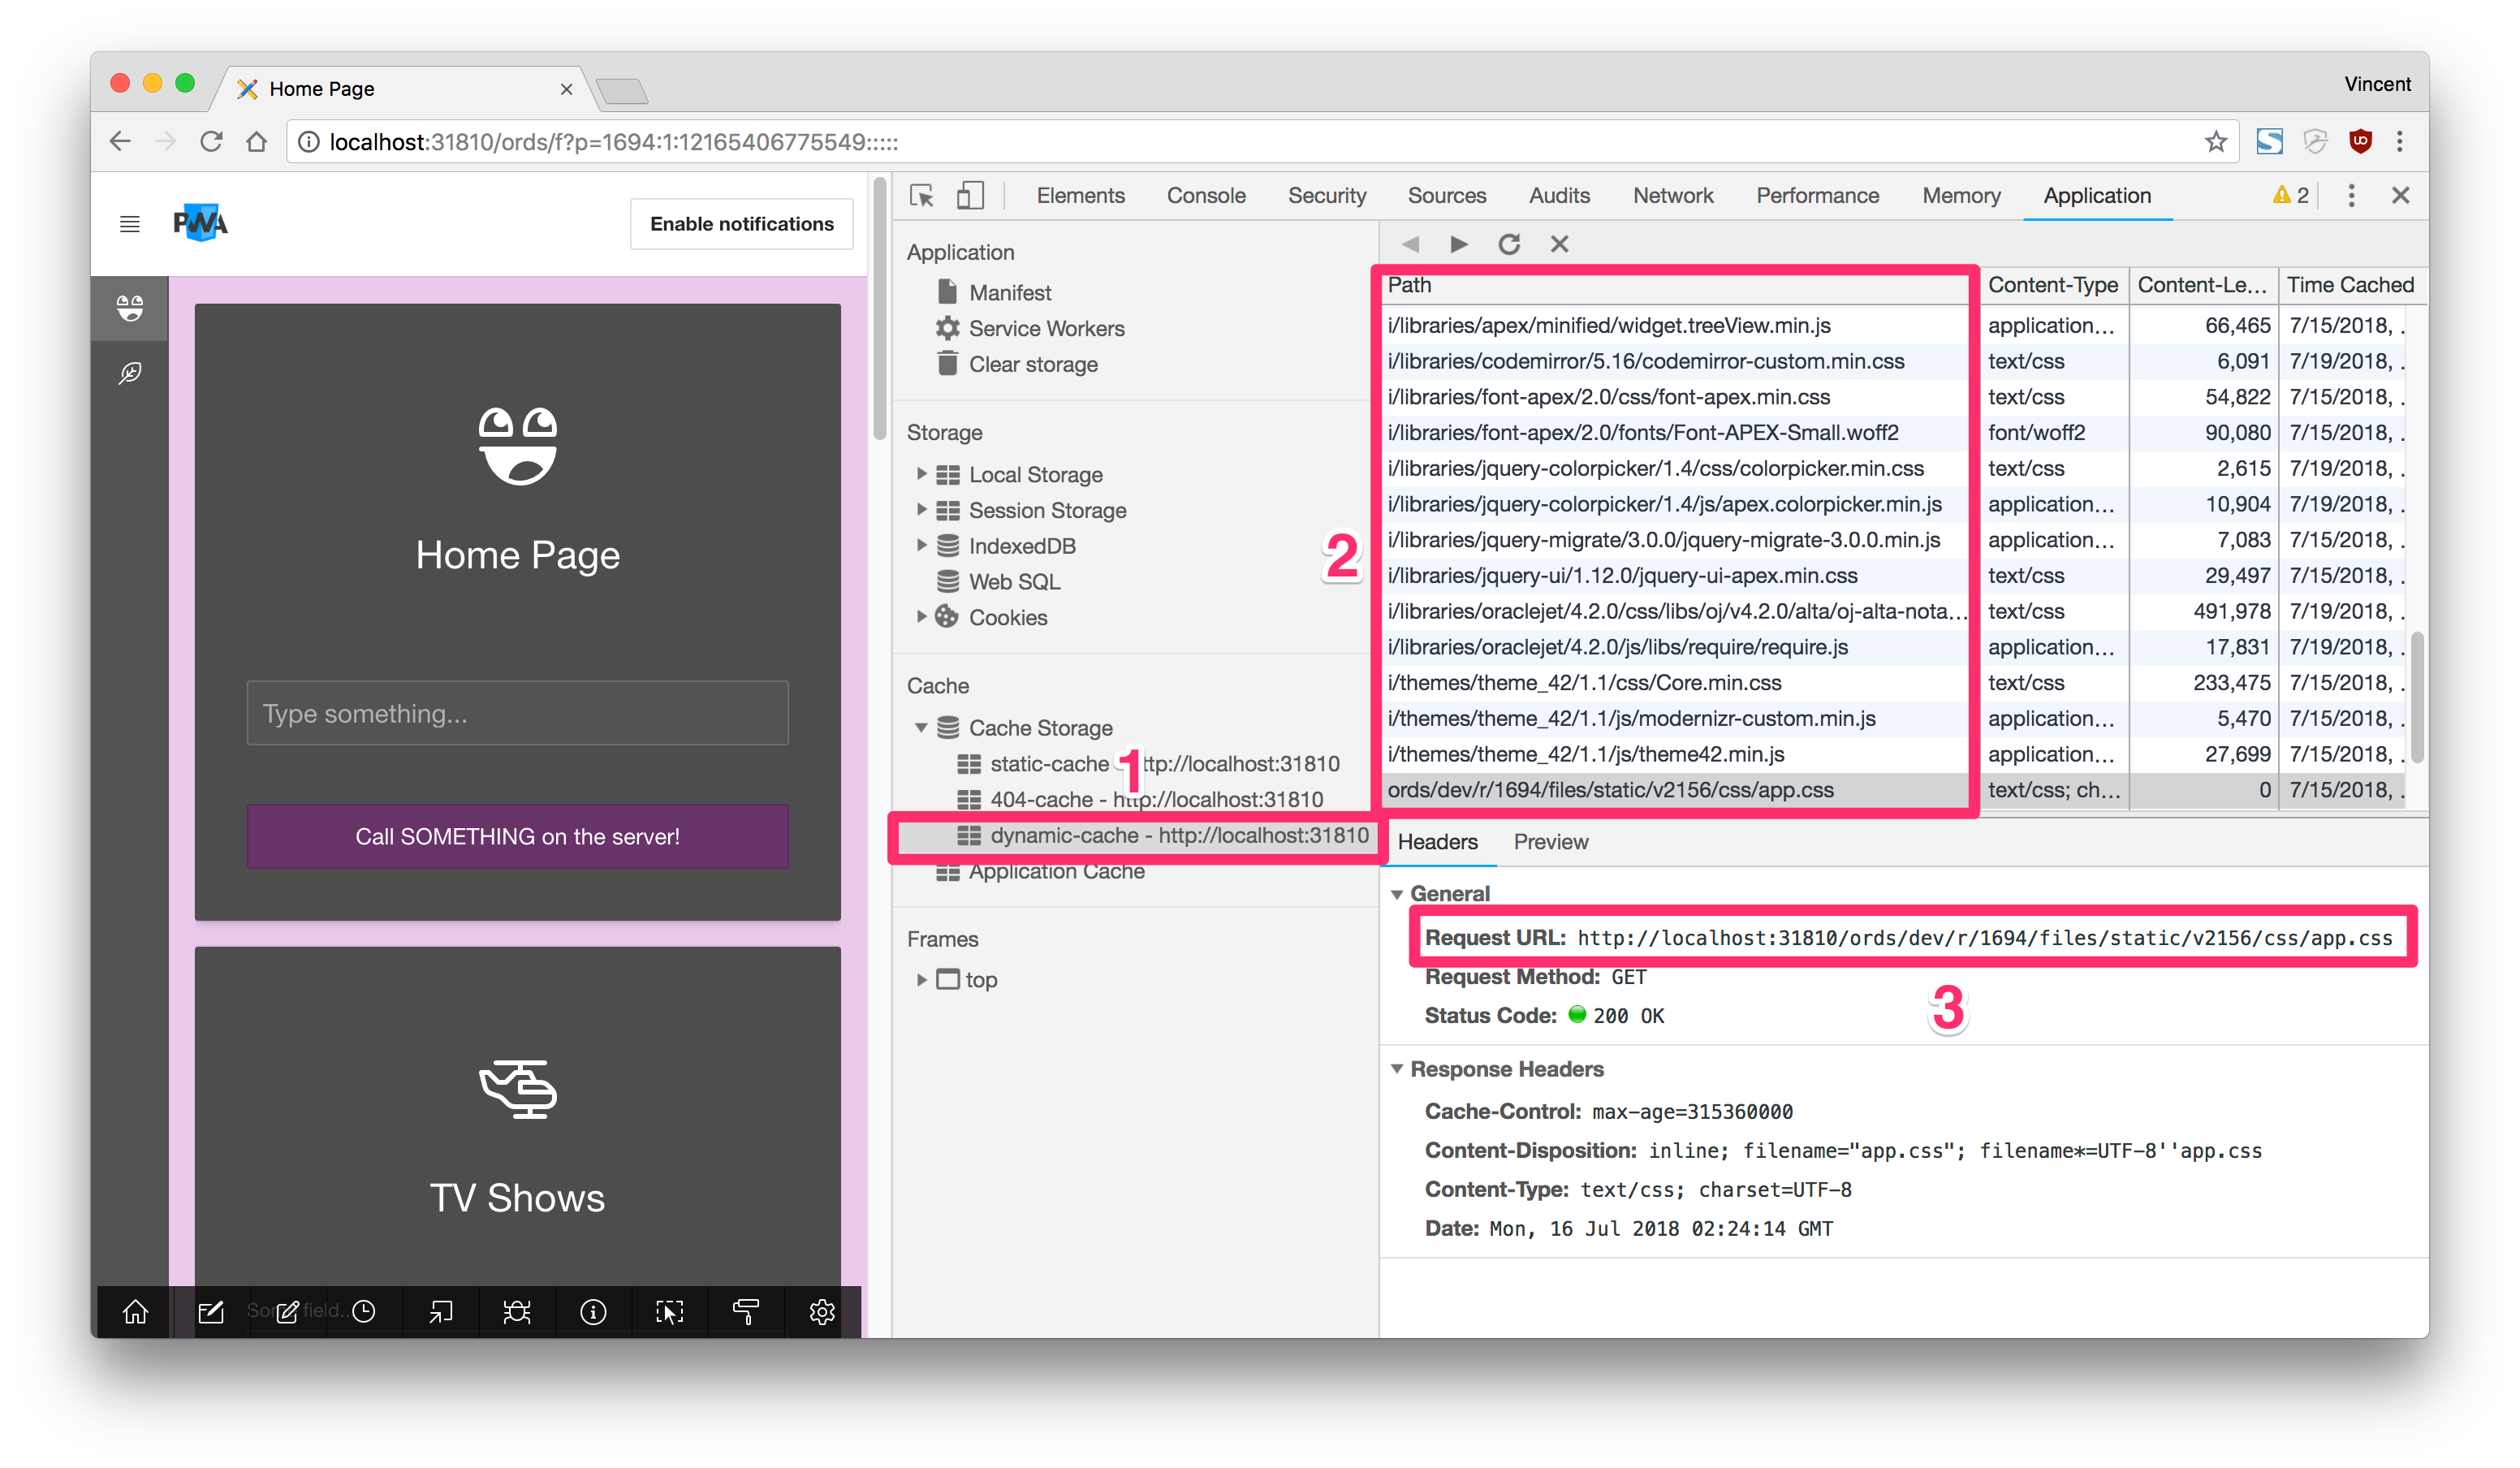 Home Page
Vincent
localhost:31810/ords/f?p=1694:1:12165406775549:::::
PWA
Enable notifications
Home Page
Type something...
Call SOMETHING on the server!
TV Shows
Some field...
Elements Console Security Sources Audits Network Performance Memory Application 2
Application
Manifest
Service Workers
Clear storage
Storage
Local Storage
Session Storage
IndexedDB
Web SQL
Cookies
Cache
Cache Storage
static-cache - http://localhost:31810
404-cache - http://localhost:31810
dynamic-cache - http://localhost:31810
Application Cache
Frames
top
1
2
3
Path Content-Type Content-Le... Time Cached
i/libraries/apex/minified/widget.treeView.min.js application... 66,465 7/15/2018, .
i/libraries/codemirror/5.16/codemirror-custom.min.css text/css 6,091 7/19/2018, .
i/libraries/font-apex/2.0/css/font-apex.min.css text/css 54,822 7/15/2018, .
i/libraries/font-apex/2.0/fonts/Font-APEX-Small.woff2 font/woff2 90,080 7/15/2018, .
i/libraries/jquery-colorpicker/1.4/css/colorpicker.min.css text/css 2,615 7/19/2018, .
i/libraries/jquery-colorpicker/1.4/js/apex.colorpicker.min.js application... 10,904 7/19/2018, .
i/libraries/jquery-migrate/3.0.0/jquery-migrate-3.0.0.min.js application... 7,083 7/15/2018, .
i/libraries/jquery-ui/1.12.0/jquery-ui-apex.min.css text/css 29,497 7/15/2018, .
i/libraries/oraclejet/4.2.0/css/libs/oj/v4.2.0/alta/oj-alta-nota... text/css 491,978 7/19/2018, .
i/libraries/oraclejet/4.2.0/js/libs/require/require.js application... 17,831 7/19/2018, .
i/themes/theme_42/1.1/css/Core.min.css text/css 233,475 7/15/2018, .
i/themes/theme_42/1.1/js/modernizr-custom.min.js application... 5,470 7/15/2018, .
i/themes/theme_42/1.1/js/theme42.min.js application... 27,699 7/15/2018, .
ords/dev/r/1694/files/static/v2156/css/app.css text/css; ch... 0 7/15/2018, .
Headers Preview
General
Request URL: http://localhost:31810/ords/dev/r/1694/files/static/v2156/css/app.css
Request Method: GET
Status Code: 200 OK
Response Headers
Cache-Control: max-age=315360000
Content-Disposition: inline; filename="app.css"; filename*=UTF-8''app.css
Content-Type: text/css; charset=UTF-8
Date: Mon, 16 Jul 2018 02:24:14 GMT